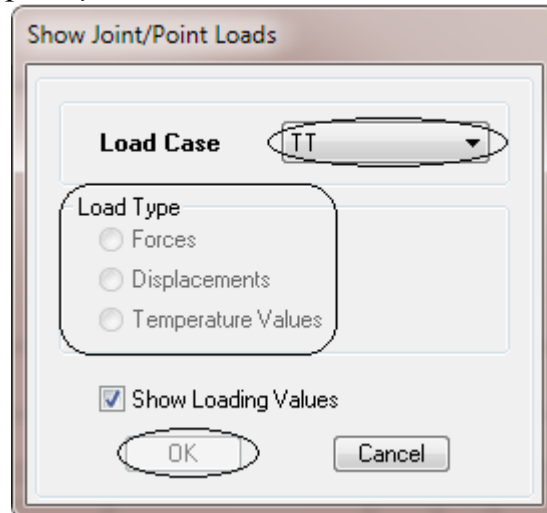 Show Joint/Point Loads
Load Case TT
Load Type
Forces
Displacements
Temperature Values
Show Loading Values
OK Cancel